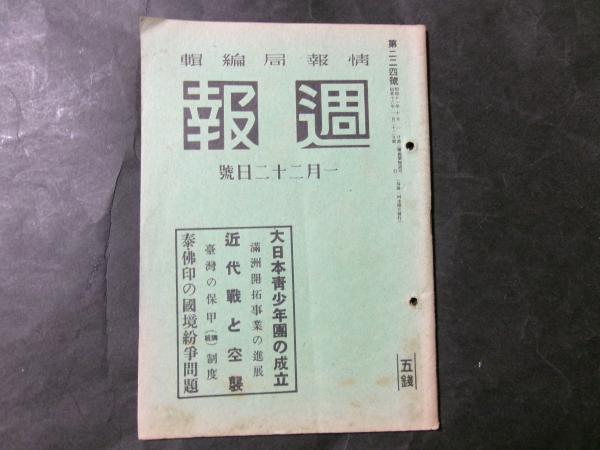 情報局編輯
週報
一月二十二日號
第二二四號
大日本青少年團の成立
滿洲開拓事業の進展
近代戰と空襲
臺灣の保甲制度
泰佛印の國境紛爭問題
五錢